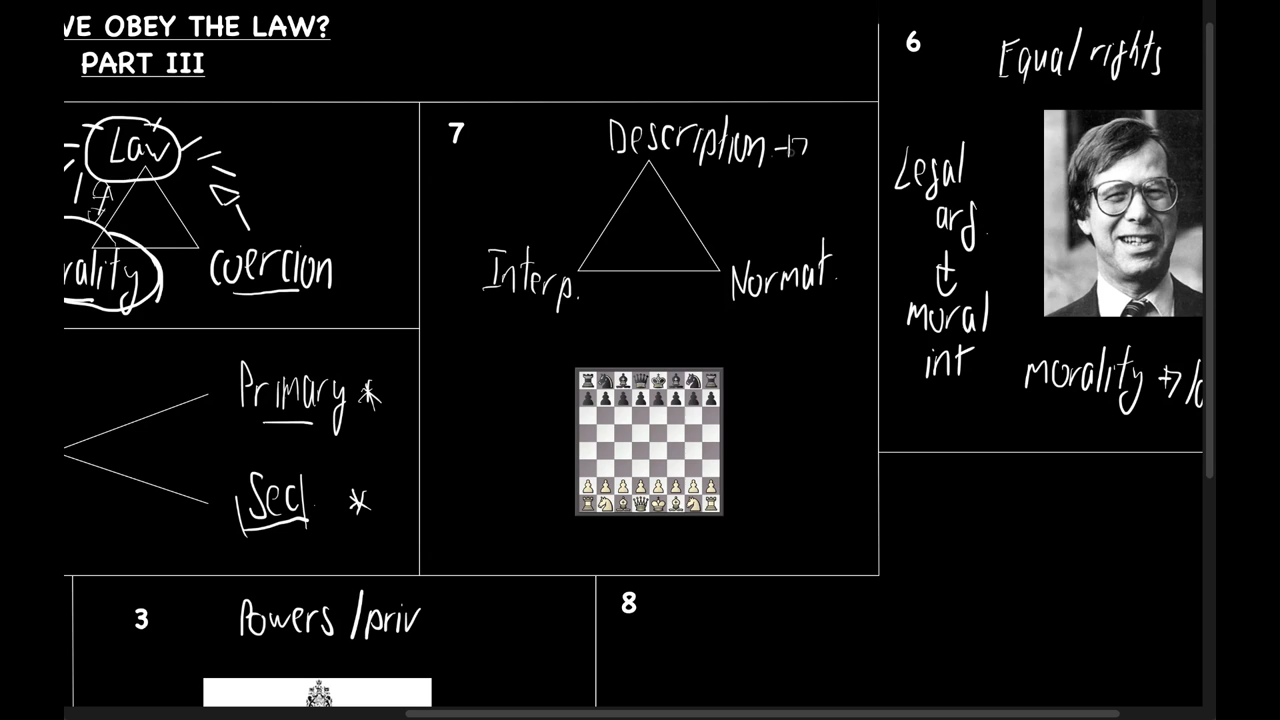 VE OBEY THE LAW?
PART III
Law
rality
coercion
Primary *
Sec. *
3
Powers / priv
7
Description
Interp.
Normat.
8
6
Equal rights
Legal
arg.
&
moral
int
morality